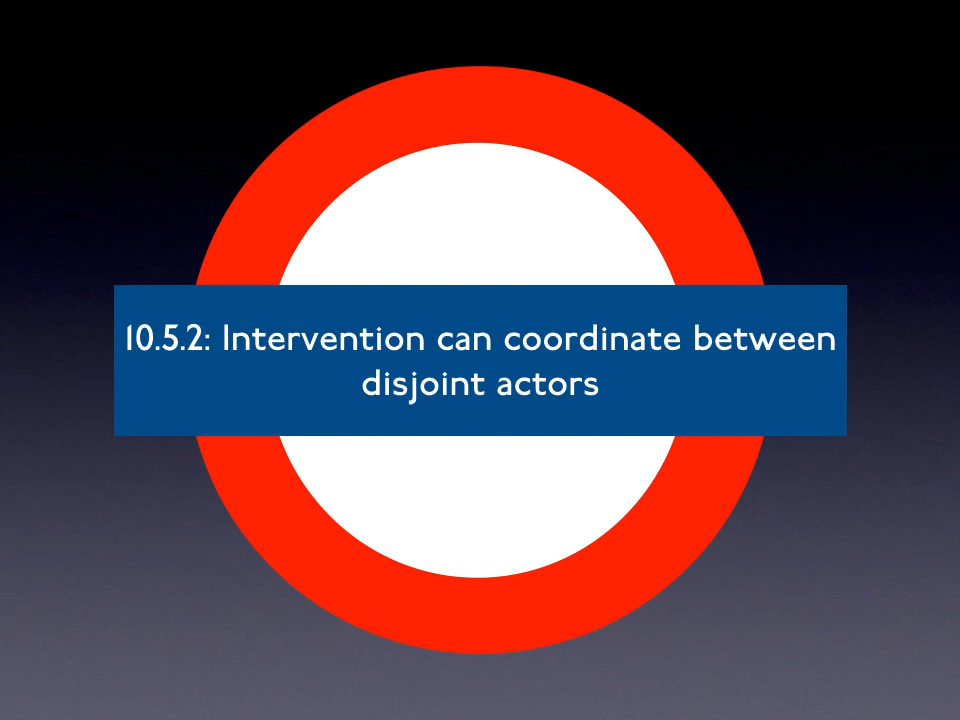 10.5.2: Intervention can coordinate between
disjoint actors